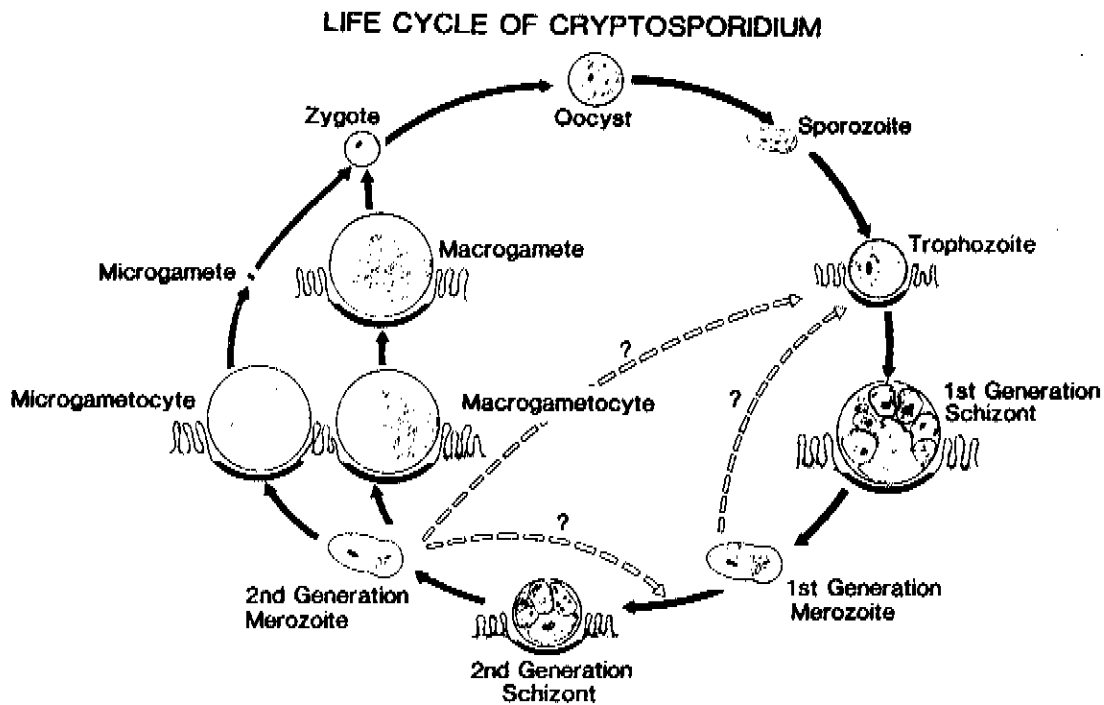 LIFE CYCLE OF CRYPTOSPORIDIUM
Oocyst
Zygote
Sporozoite
Trophozoite
Macrogamete
Microgamete
?
?
1st Generation
Schizont
Microgametocyte
Macrogametocyte
?
1st Generation
Merozoite
2nd Generation
Merozoite
2nd Generation
Schizont